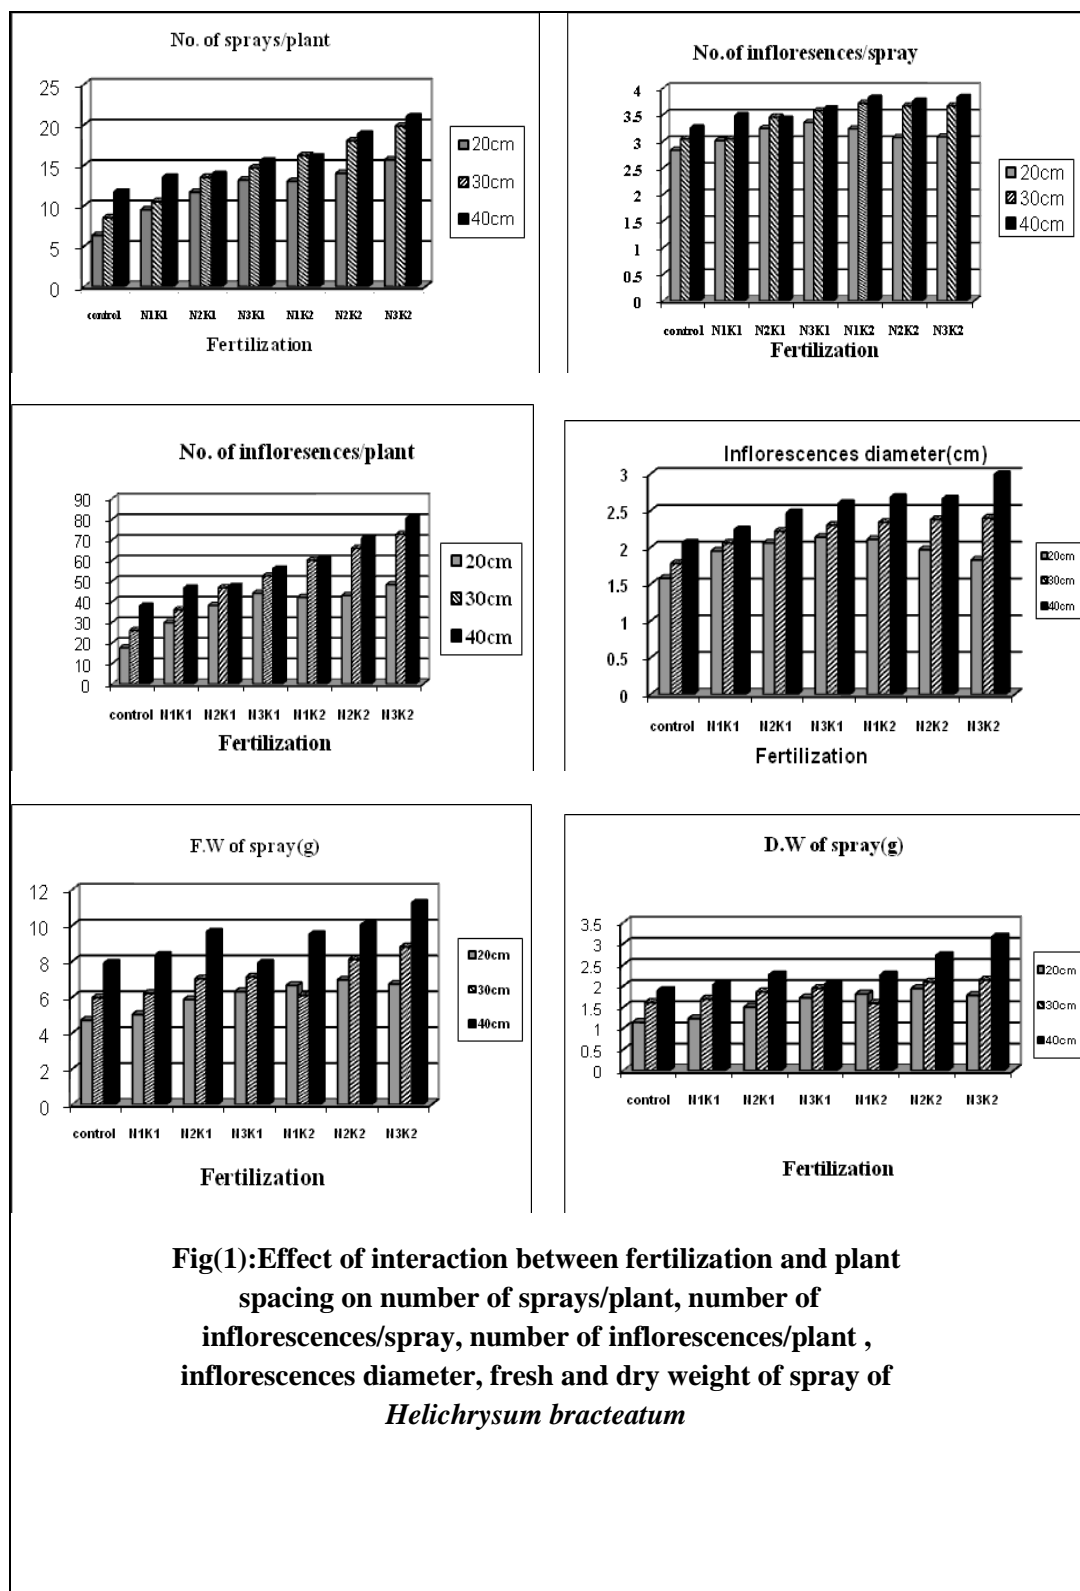 No. of sprays/plant
25
20
15
10
5
0
control N1K1 N2K1 N3K1 N1K2 N2K2 N3K2
Fertilization
20cm
30cm
40cm
No.of infloresences/spray
4
3.5
3
2.5
2
1.5
1
0.5
0
control N1K1 N2K1 N3K1 N1K2 N2K2 N3K2
Fertilization
20cm
30cm
40cm
No. of infloresences/plant
90
80
70
60
50
40
30
20
10
0
control N1K1 N2K1 N3K1 N1K2 N2K2 N3K2
Fertilization
20cm
30cm
40cm
Inflorescences diameter(cm)
3
2.5
2
1.5
1
0.5
0
control N1K1 N2K1 N3K1 N1K2 N2K2 N3K2
Fertilization
20cm
30cm
40cm
F.W of spray(g)
12
10
8
6
4
2
0
control N1K1 N2K1 N3K1 N1K2 N2K2 N3K2
Fertilization
20cm
30cm
40cm
D.W of spray(g)
3.5
3
2.5
2
1.5
1
0.5
0
control N1K1 N2K1 N3K1 N1K2 N2K2 N3K2
Fertilization
20cm
30cm
40cm
Fig(1):Effect of interaction between fertilization and plant
spacing on number of sprays/plant, number of
inflorescences/spray, number of inflorescences/plant ,
inflorescences diameter, fresh and dry weight of spray of
Helichrysum bracteatum